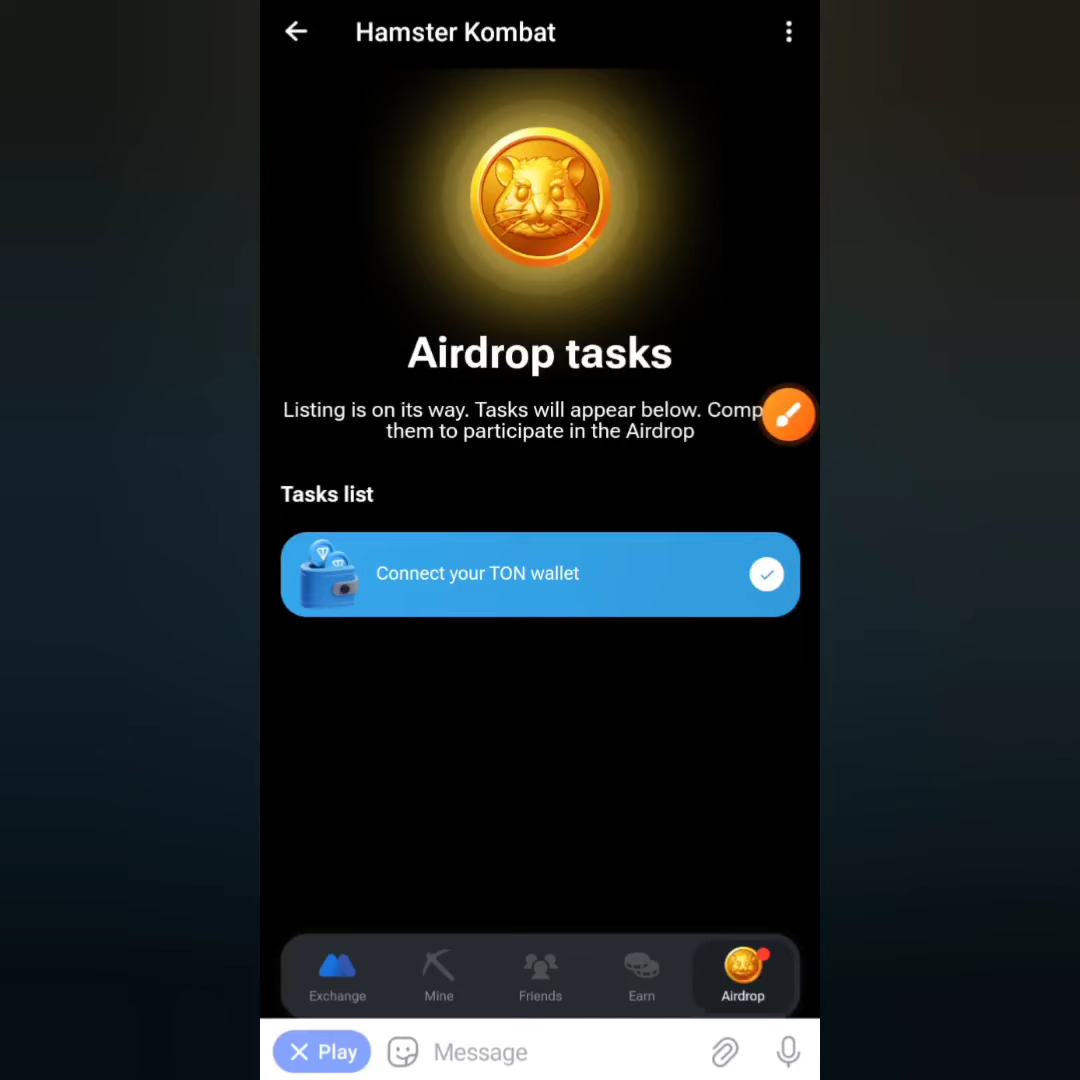 Hamster Kombat
Airdrop tasks
Listing is on its way. Tasks will appear below. Comp
them to participate in the Airdrop
Tasks list
Connect your TON wallet
Exchange
Mine
Friends
Earn
Airdrop
Play
Message